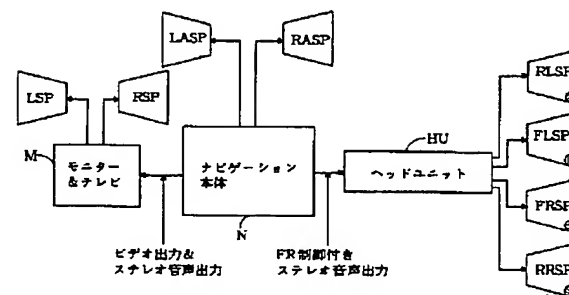 LASP
RASP
LSP
RSP
RLSP
HU
M
モニター
&テレビ
ナビゲーション
本体
ヘッドユニット
FLSP
FRSP
RRSP
N
ビデオ出力&
ステレオ音声出力
FR制御付き
ステレオ音声出力